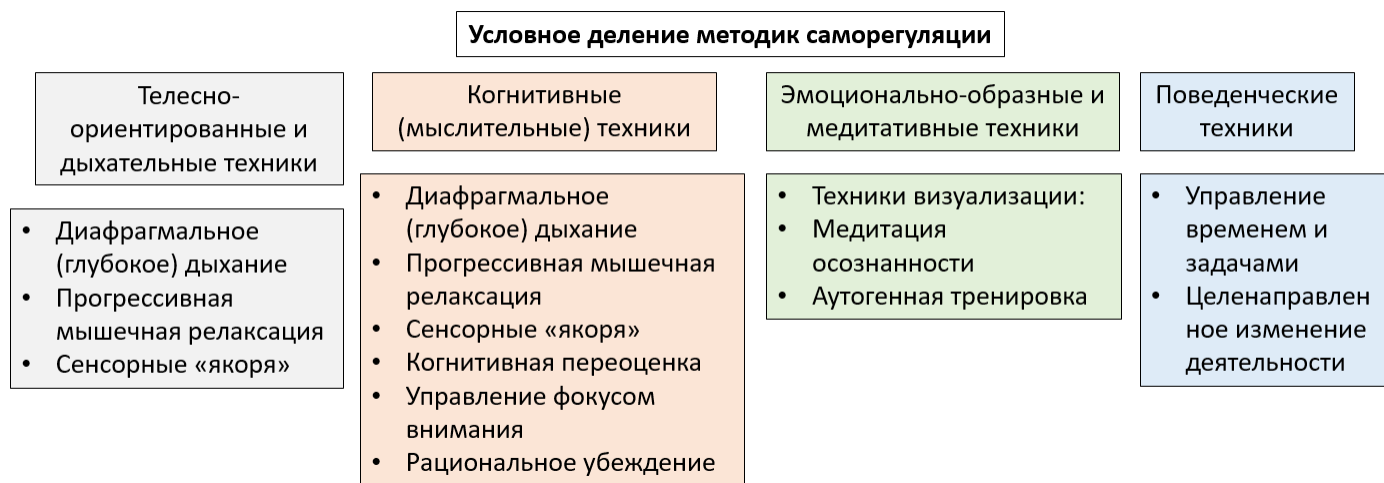 Условное деление методик саморегуляции
Телесно-
ориентированные и
дыхательные техники
• Диафрагмальное
(глубокое) дыхание
• Прогрессивная
мышечная релаксация
• Сенсорные «якоря»
Когнитивные
(мыслительные) техники
• Диафрагмальное
(глубокое) дыхание
• Прогрессивная мышечная
релаксация
• Сенсорные «якоря»
• Когнитивная переоценка
• Управление фокусом
внимания
• Рациональное убеждение
Эмоционально-образные и
медитативные техники
• Техники визуализации:
• Медитация
осознанности
• Аутогенная тренировка
Поведенческие
техники
• Управление
временем и
задачами
• Целенаправлен
ное изменение
деятельности